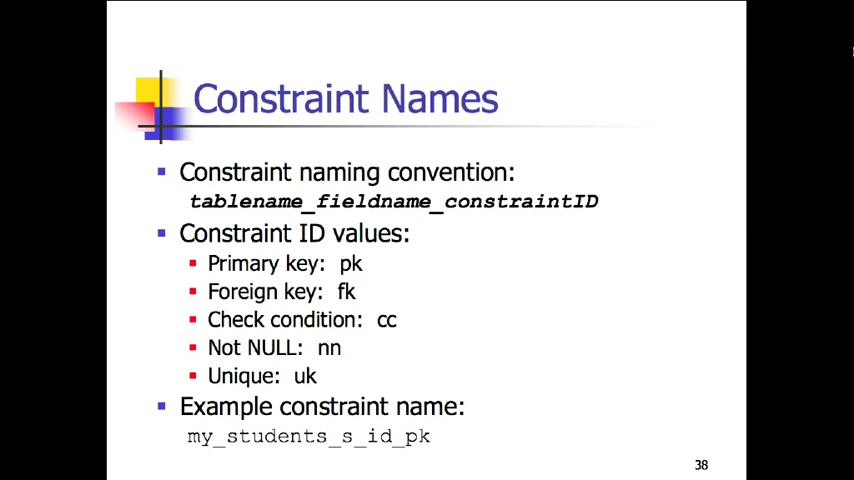 Constraint Names
Constraint naming convention:
tablename_fieldname_constraintID
Constraint ID values:
Primary key: pk
Foreign key: fk
Check condition: cc
Not NULL: nn
Unique: uk
Example constraint name:
my_students_s_id_pk
38